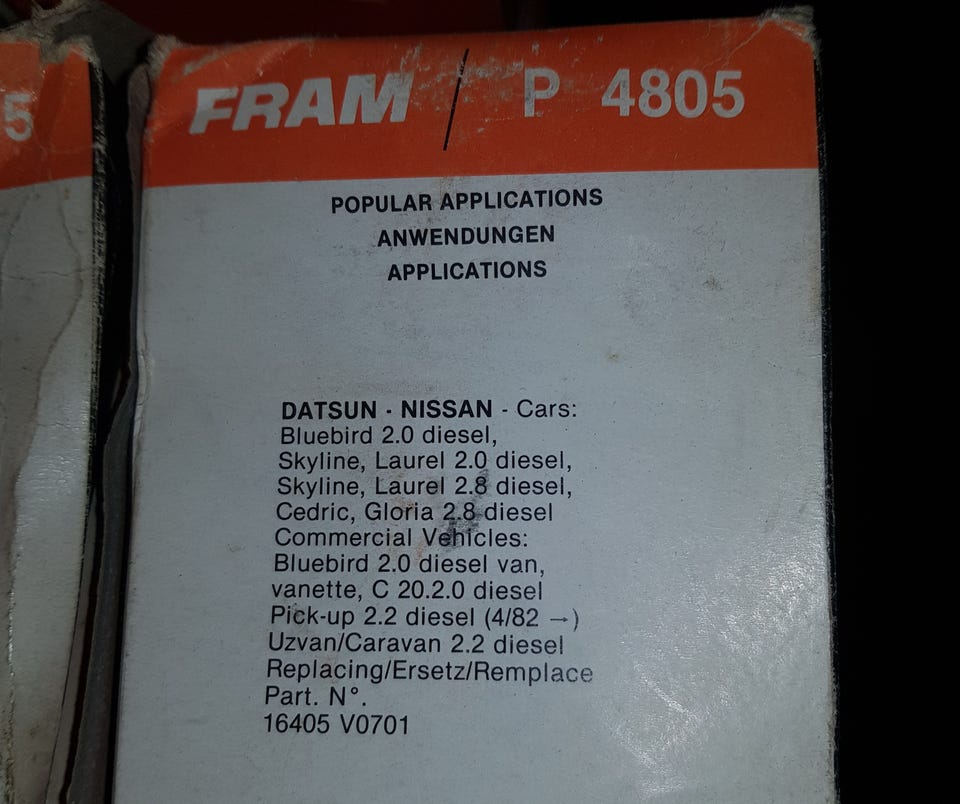 5
FRAM / P 4805
POPULAR APPLICATIONS
ANWENDUNGEN
APPLICATIONS
DATSUN · NISSAN - Cars:
Bluebird 2.0 diesel,
Skyline, Laurel 2.0 diesel,
Skyline, Laurel 2.8 diesel,
Cedric, Gloria 2.8 diesel
Commercial Vehicles:
Bluebird 2.0 diesel van,
vanette, C 20.2.0 diesel
Pick-up 2.2 diesel (4/82 →)
Uzvan/Caravan 2.2 diesel
Replacing/Ersetz/Remplace
Part. N°.
16405 V0701